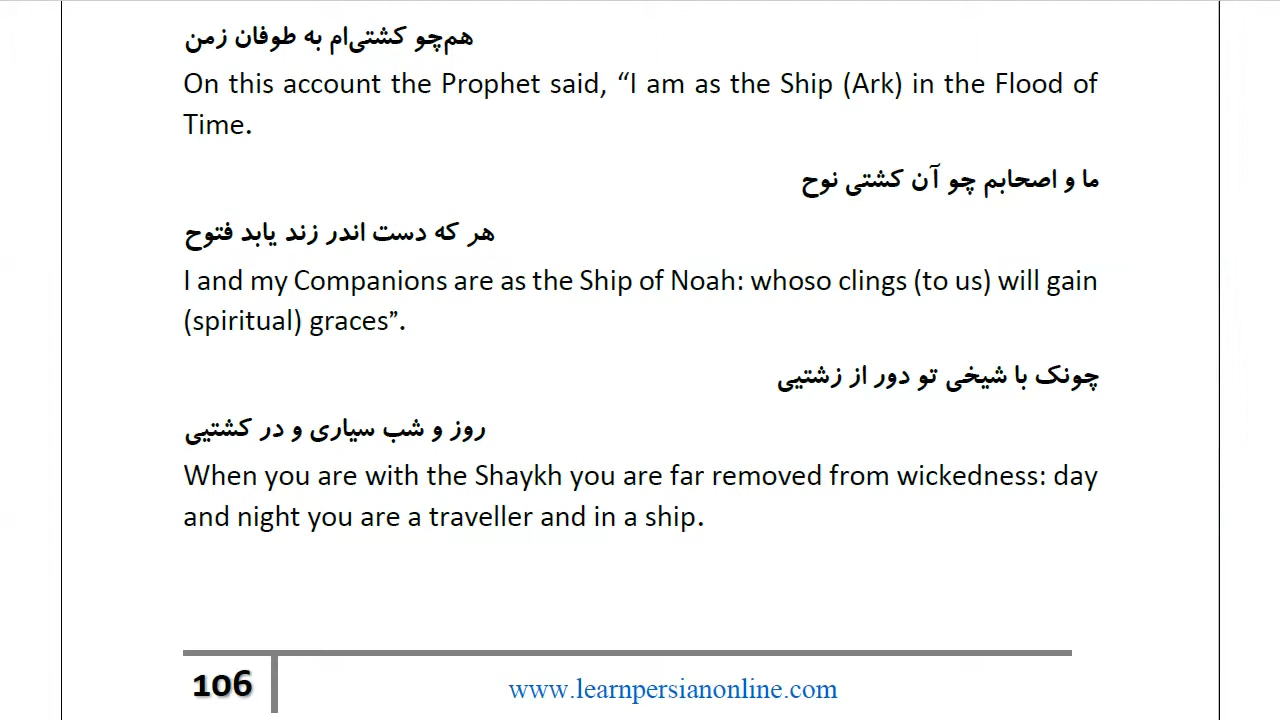 هم‌چو کشتی‌ام به طوفان زمن
On this account the Prophet said, “I am as the Ship (Ark) in the Flood of
Time.
ما و اصحابم چو آن کشتی نوح
هر که دست اندر زند یابد فتوح
I and my Companions are as the Ship of Noah: whoso clings (to us) will gain
(spiritual) graces”.
چونک با شیخی تو دور از زشتیی
روز و شب سیاری و در کشتیی
When you are with the Shaykh you are far removed from wickedness: day
and night you are a traveller and in a ship.
106
www.learnpersianonline.com